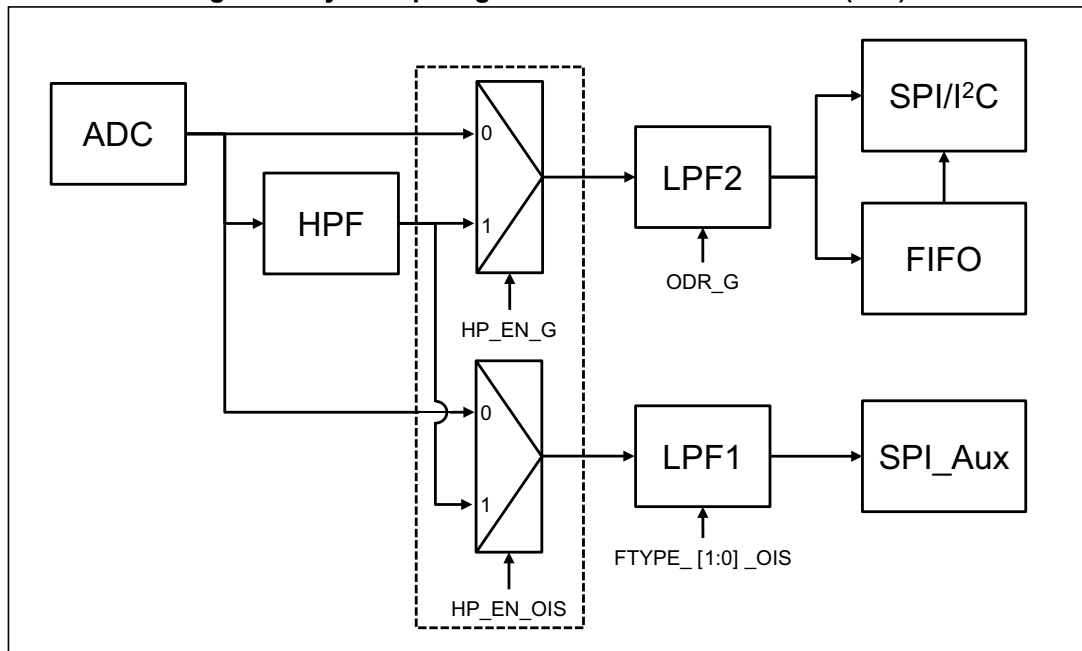 ADC
HPF
0
1
HP_EN_G
LPF2
ODR_G
SPI/I²C
FIFO
0
1
HP_EN_OIS
LPF1
FTYPE_ [1:0] _OIS
SPI_Aux